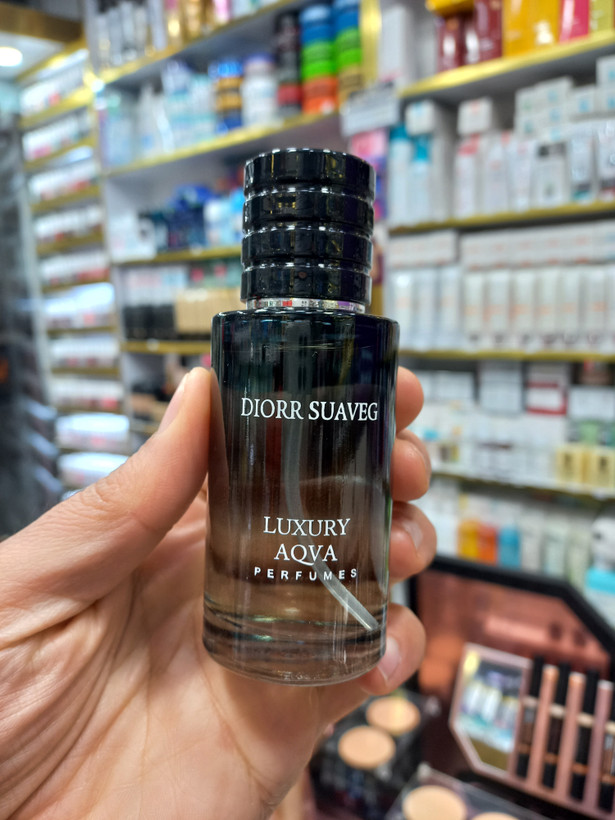 DIORR SUAVEG
LUXURY
AQVA
PERFUMES